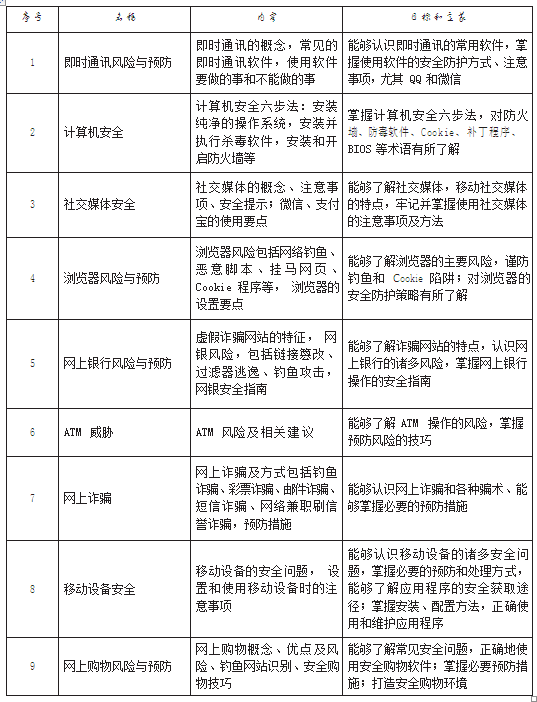 序号 名称 内容 目标和意義
1 即时通讯风险与预防 即时通讯的概念，常见的
即时通讯软件，使用软件
要做的事和不能做的事
能够认识即时通讯的常用软件，掌
握使用软件的安全防护方式、注意
事项，尤其 QQ 和微信
2 计算机安全 计算机安全六步法：安装
纯净的操作系统，安装并
执行杀毒软件，安装和开
启防火墙等
掌握计算机安全六步法，对防火
墙、防毒软件、Cookie、补丁程序、
BIOS 等术语有所了解
3 社交媒体安全 社交媒体的概念、注意事
项、安全提示；微信、支付
宝的使用要点
能够了解社交媒体，移动社交媒体
的特点，牢记并掌握使用社交媒体
的注意事项及方法
4 浏览器风险与预防 浏览器风险包括网络钓鱼、
恶意脚本、挂马网页、
Cookie 程序等， 浏览器的
设置要点
能够了解浏览器的主要风险，谨防
钓鱼和 Cookie 陷阱；对浏览器的
安全防护策略有所了解
5 网上银行风险与预防 虚假诈骗网站的特征， 网
银风险，包括链接篡改、
过滤器逃逸、钓鱼攻击，
网银安全指南
能够了解诈骗网站的特点，认识网
上银行的诸多风险，掌握网上银行
操作的安全指南
6 ATM 威胁 ATM 风险及相关建议
能够了解 ATM 操作的风险，掌握
预防风险的技巧
7 网上诈骗 网上诈骗及方式包括钓鱼
诈骗、彩票诈骗、邮件诈骗、
短信诈骗、网络兼职刷信
誉诈骗，预防措施
能够认识网上诈骗和各种骗术、能
够掌握必要的预防措施
8 移动设备安全 移动设备的安全问题， 设
置和使用移动设备时的注
意事项
能够认识移动设备的诸多安全问
题，掌握必要的预防和处理方式，
能够了解应用程序的安全获取途
径；掌握安装、配置方法，正确使
用和维护应用程序
9 网上购物风险与预防 网上购物概念、优点及风
险、钓鱼网站识别、安全购
物技巧
能够了解常见安全问题，正确地使
用安全购物软件；掌握必要预防措
施；打造安全购物环境